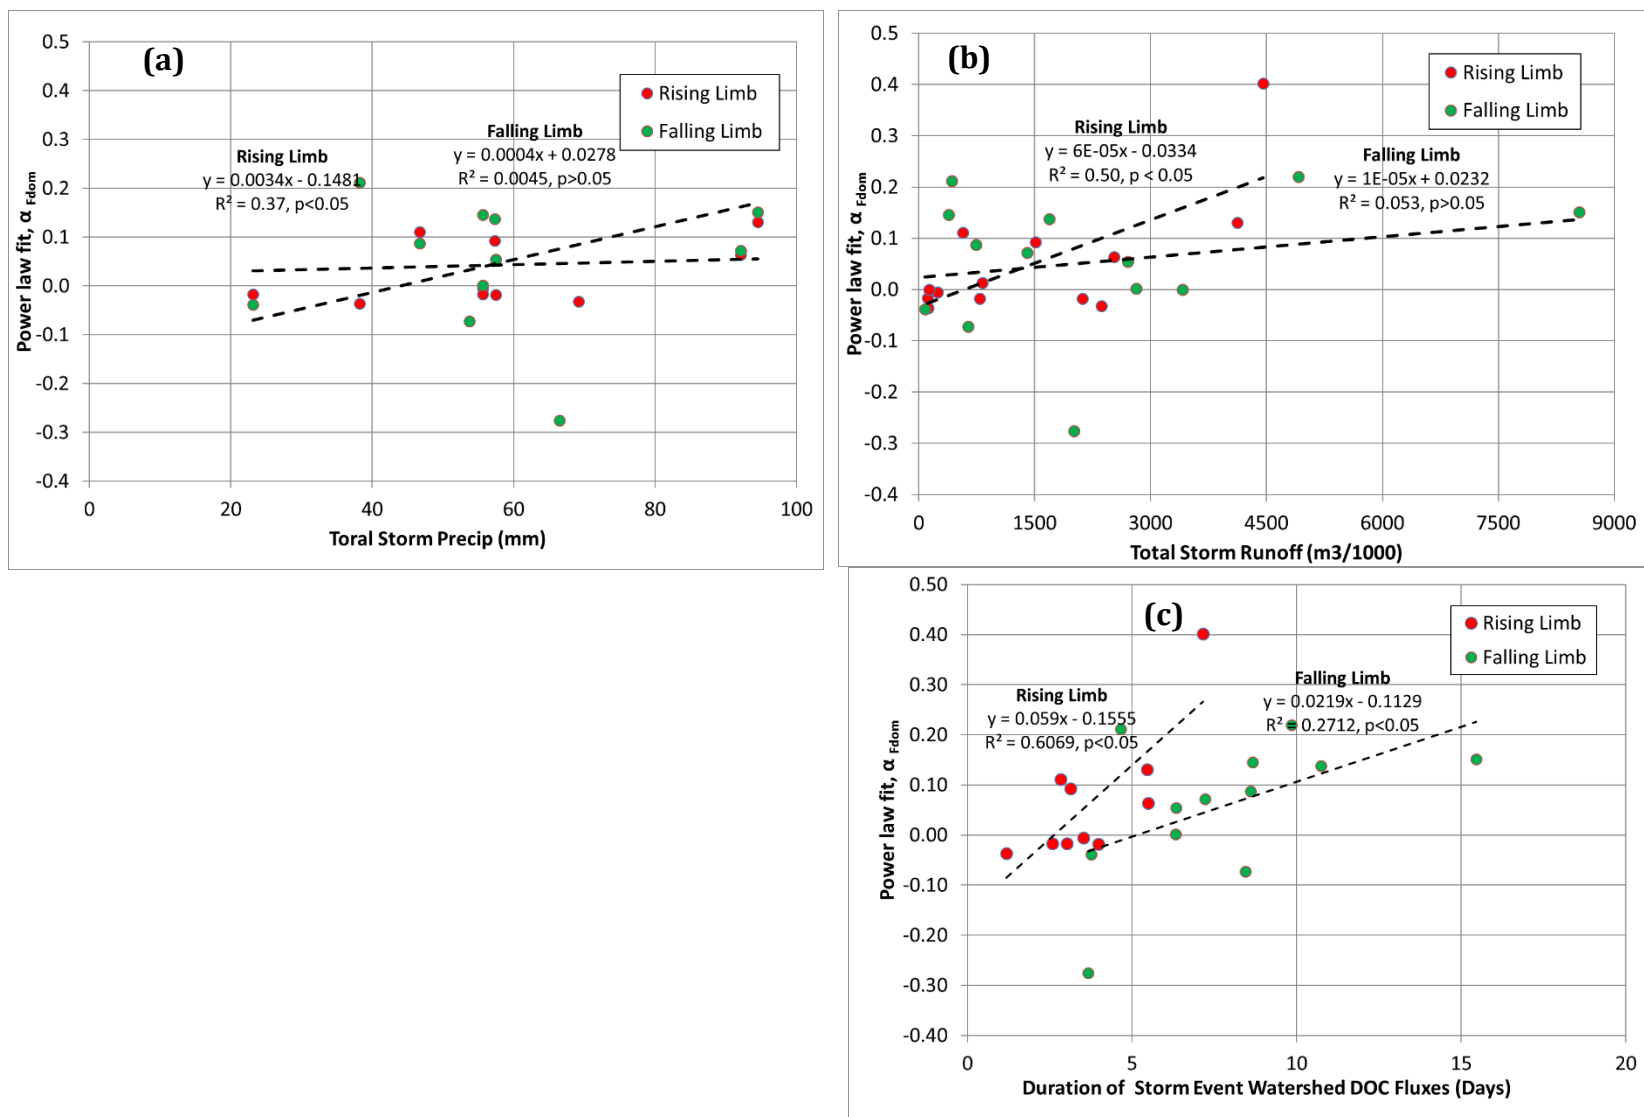 (a)
Rising Limb
Falling Limb
Falling Limb
y = 0.0004x + 0.0278
R² = 0.0045, p>0.05
Rising Limb
y = 0.0034x - 0.1481
R² = 0.37, p<0.05
0.5
0.4
0.3
0.2
0.1
0.0
-0.1
-0.2
-0.3
-0.4
Power law fit, α Fdom
0
20
40
60
80
100
Toral Storm Precip (mm)
(b)
Rising Limb
Falling Limb
Rising Limb
y = 6E-05x - 0.0334
R² = 0.50, p < 0.05
Falling Limb
y = 1E-05x + 0.0232
R² = 0.053, p>0.05
0.5
0.4
0.3
0.2
0.1
0.0
-0.1
-0.2
-0.3
-0.4
Power law fit, α Fdom
0
1500
3000
4500
6000
7500
9000
Total Storm Runoff (m3/1000)
(c)
Rising Limb
Falling Limb
Rising Limb
y = 0.059x - 0.1555
R² = 0.6069, p<0.05
Falling Limb
y = 0.0219x - 0.1129
R² = 0.2712, p<0.05
0.50
0.40
0.30
0.20
0.10
0.00
-0.10
-0.20
-0.30
-0.40
Power law fit, α Fdom
0
5
10
15
20
Duration of Storm Event Watershed DOC Fluxes (Days)